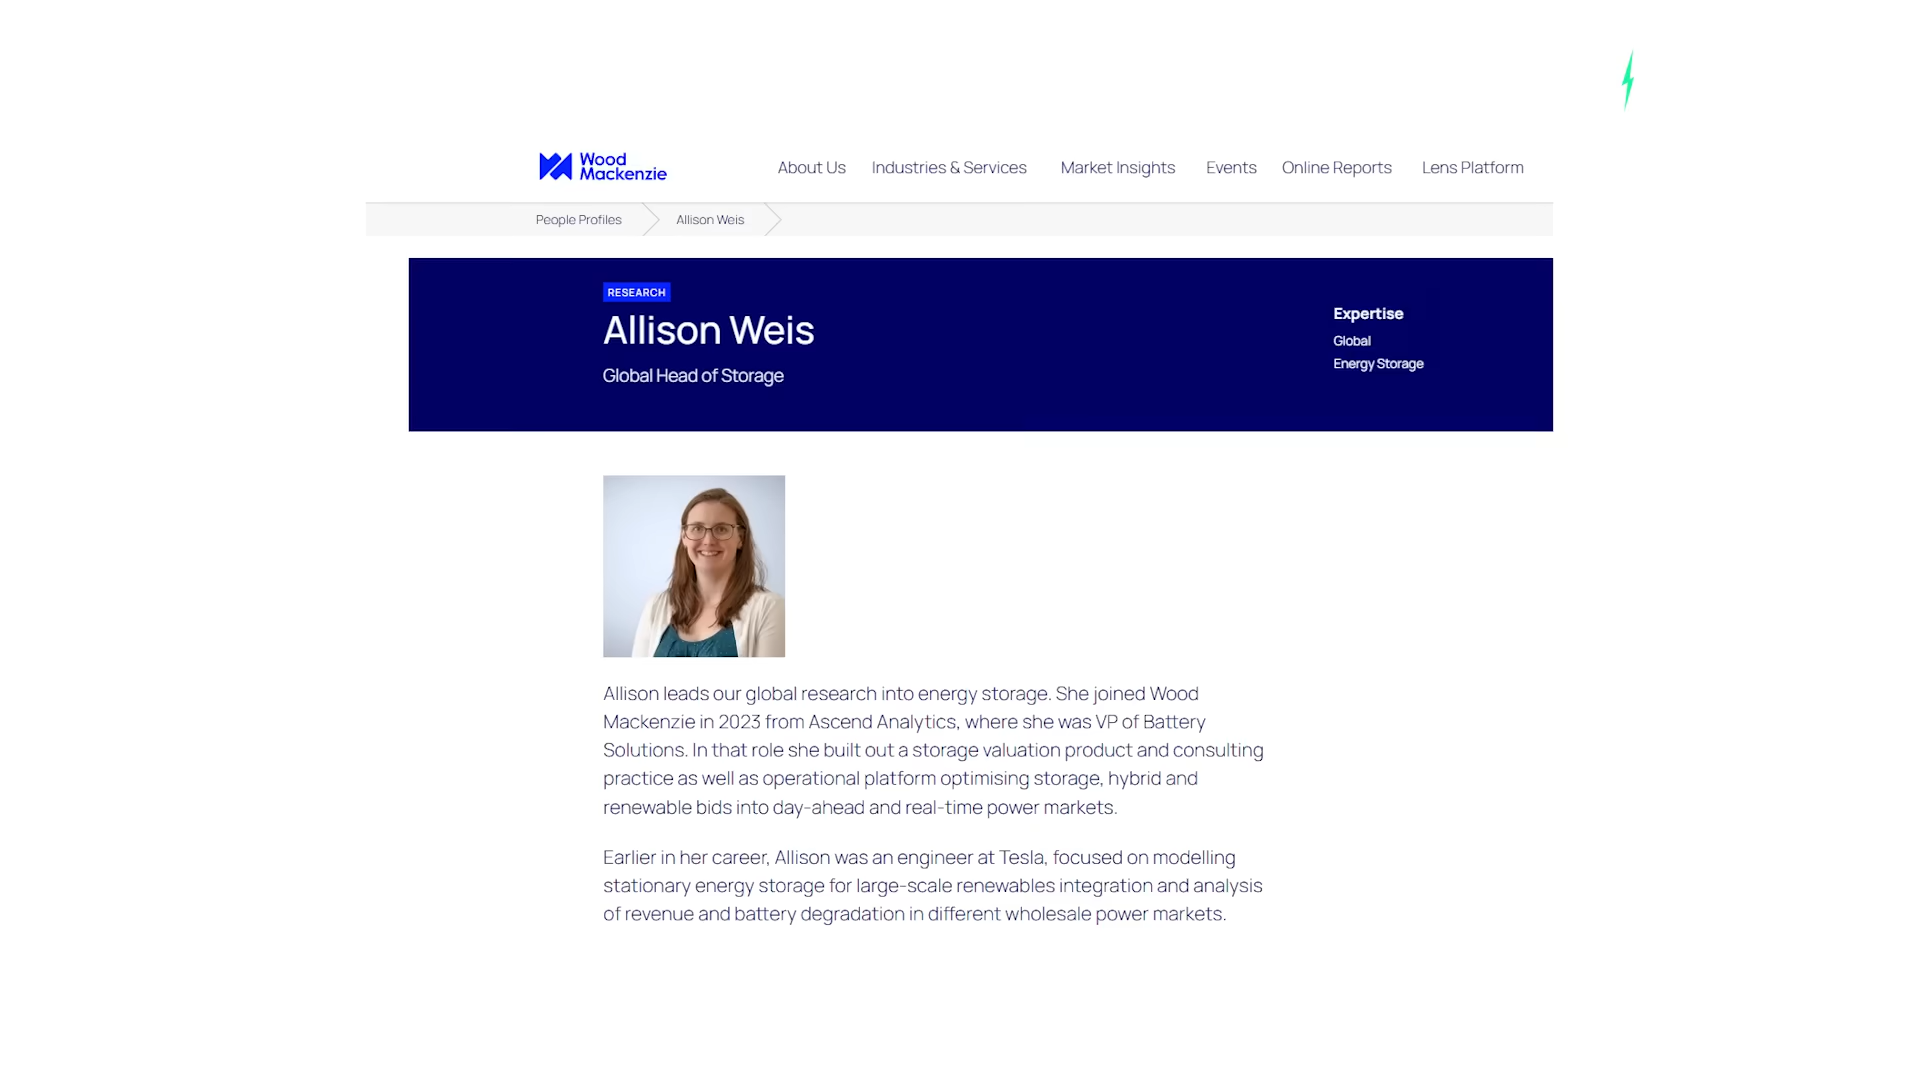 Wood
Mackenzie
About Us Industries & Services Market Insights Events Online Reports Lens Platform
People Profiles Allison Weis
RESEARCH
Allison Weis
Global Head of Storage
Expertise
Global
Energy Storage
Allison leads our global research into energy storage. She joined Wood
Mackenzie in 2023 from Ascend Analytics, where she was VP of Battery
Solutions. In that role she built out a storage valuation product and consulting
practice as well as operational platform optimising storage, hybrid and
renewable bids into day-ahead and real-time power markets.
Earlier in her career, Allison was an engineer at Tesla, focused on modelling
stationary energy storage for large-scale renewables integration and analysis
of revenue and battery degradation in different wholesale power markets.